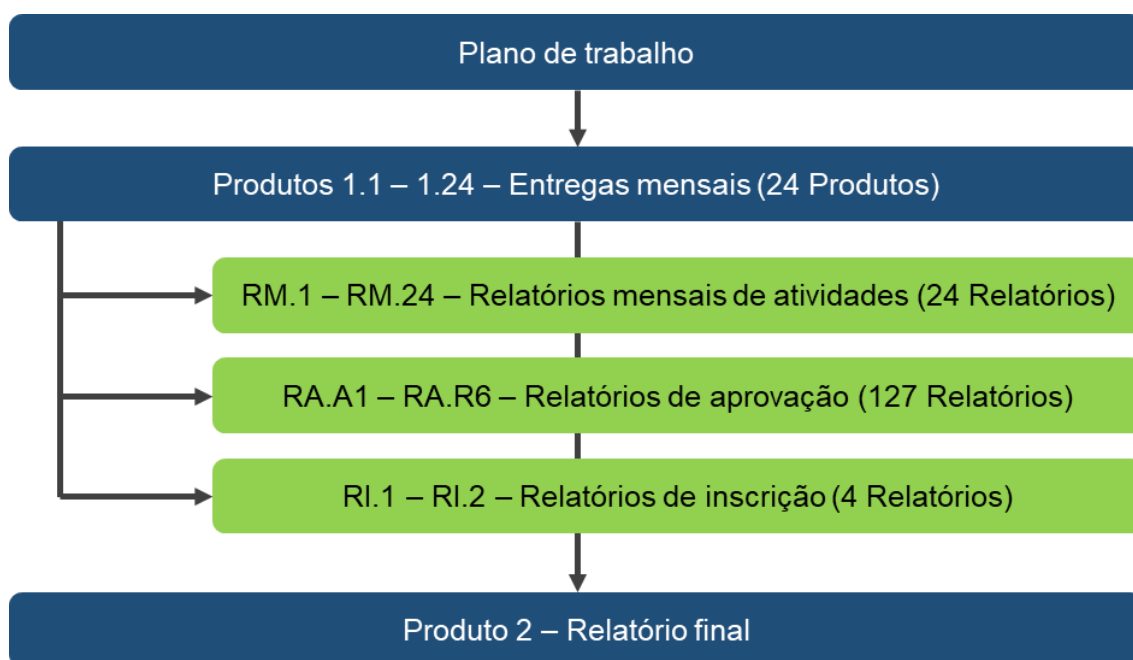 Plano de trabalho
Produtos 1.1 – 1.24 – Entregas mensais (24 Produtos)
RM.1 – RM.24 – Relatórios mensais de atividades (24 Relatórios)
RA.A1 – RA.R6 – Relatórios de aprovação (127 Relatórios)
RI.1 – RI.2 – Relatórios de inscrição (4 Relatórios)
Produto 2 – Relatório final